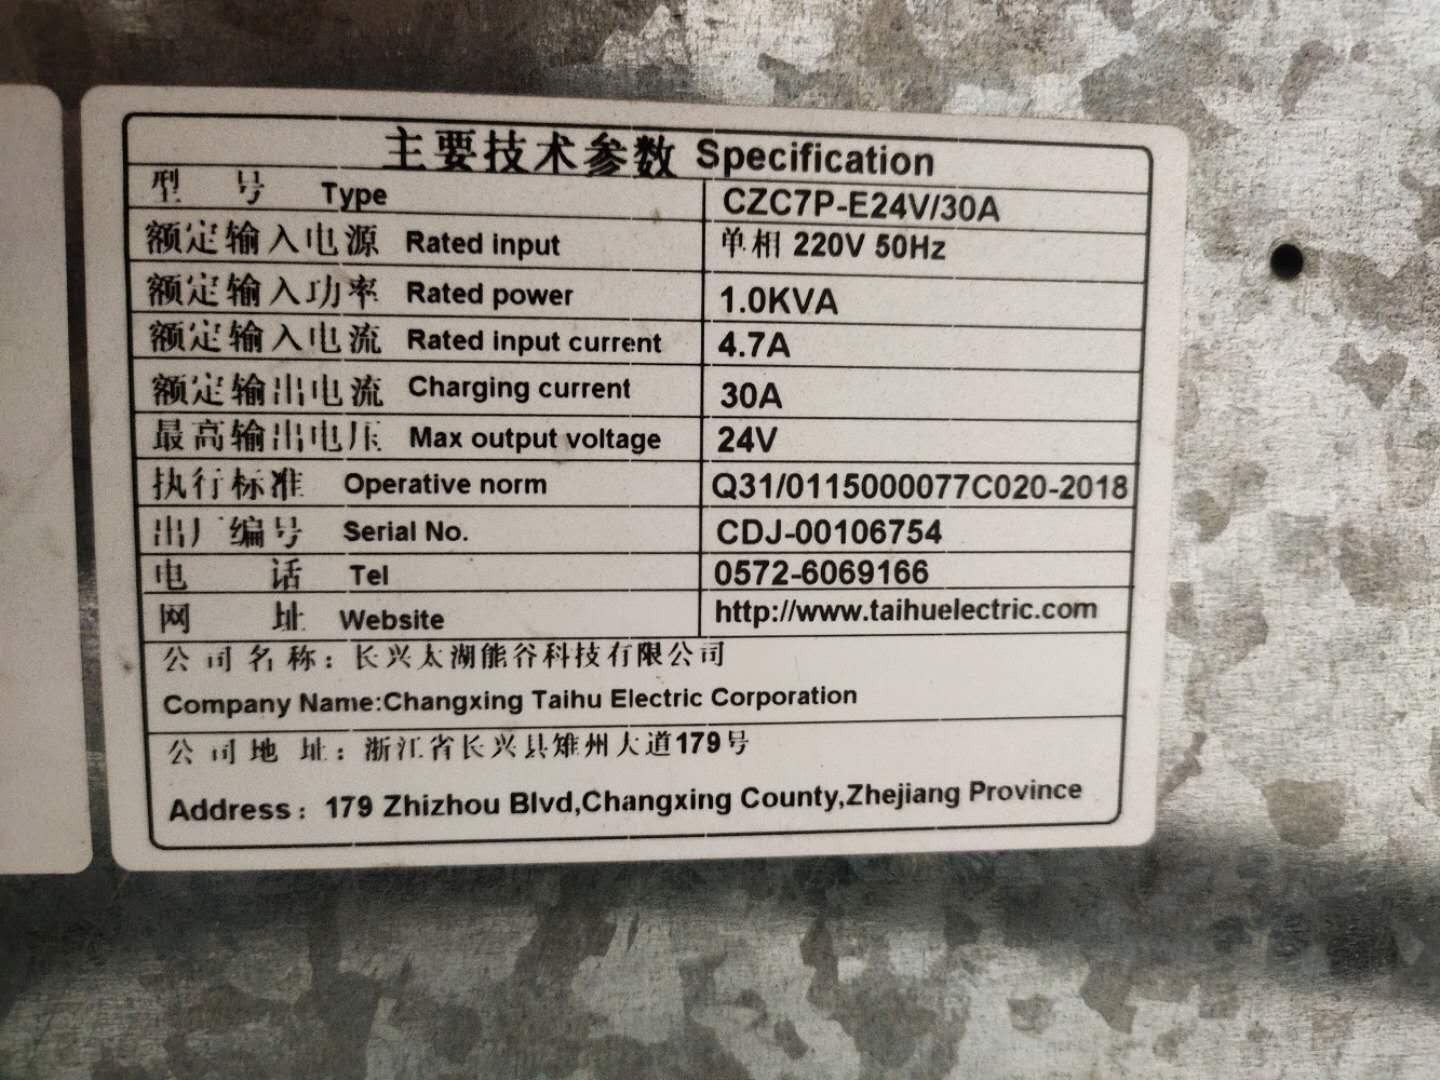 主要技术参数 Specification
型 号 Type CZC7P-E24V/30A
额定输入电源 Rated input 单相 220V 50Hz
额定输入功率 Rated power 1.0KVA
额定输入电流 Rated input current 4.7A
额定输出电流 Charging current 30A
最高输出电压 Max output voltage 24V
执行标准 Operative norm Q31/0115000077C020-2018
出厂编号 Serial No. CDJ-00106754
电 话 Tel 0572-6069166
网 址 Website http://www.taihuelectric.com
公司名称：长兴太湖能谷科技有限公司
Company Name:Changxing Taihu Electric Corporation
公司地 址：浙江省长兴县雉州大道179号
Address：179 Zhizhou Blvd,Changxing County,Zhejiang Province